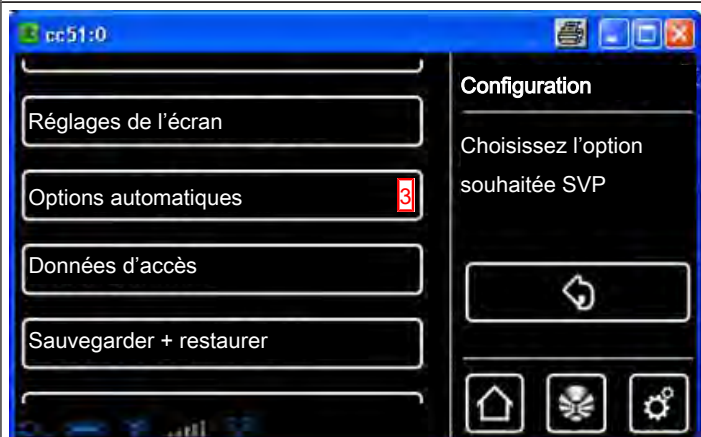 cc51:0
Réglages de l'écran
Options automatiques 3
Données d'accès
Sauvegarder + restaurer
Configuration
Choisissez l'option
souhaitée SVP